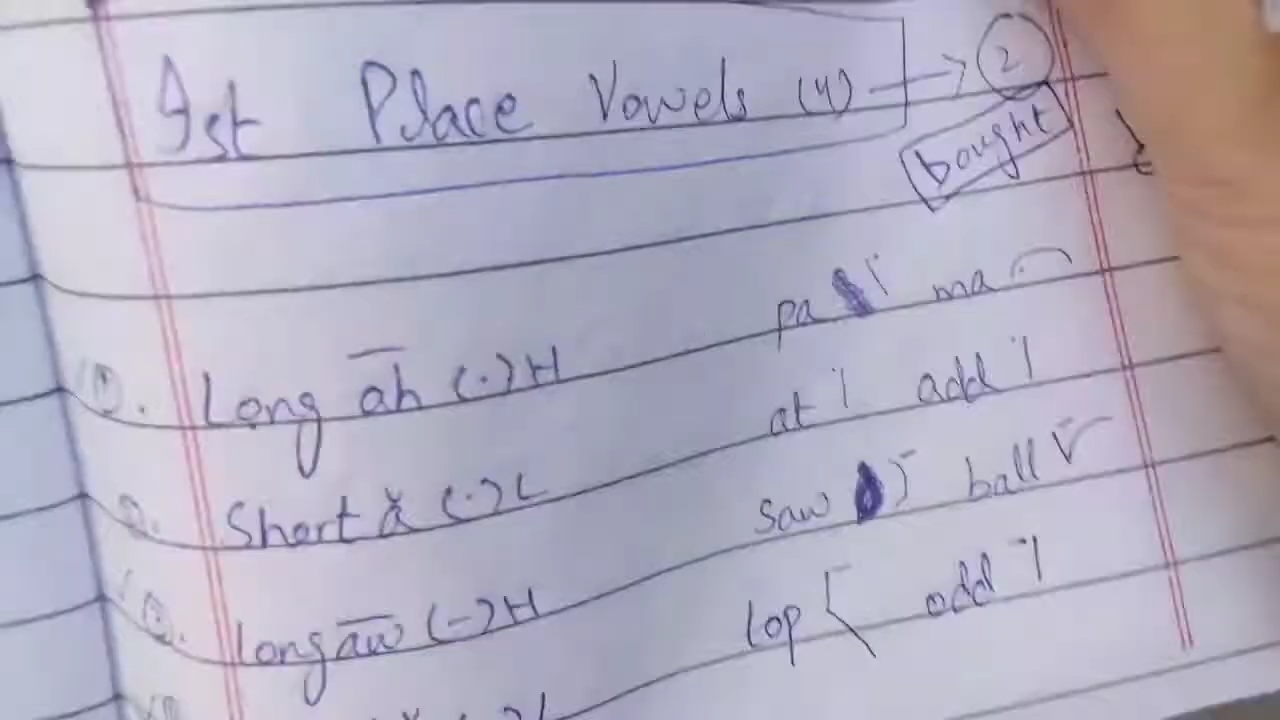 Ist Place Vowels (4) → 2
bought
1. Long ah (.) H pa ma
2. Short ă (.) L at add
3. Long aw (-) H saw ball
lop odd